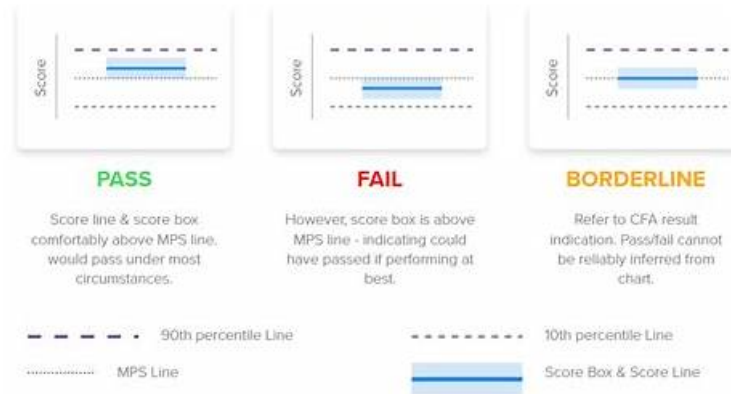 Score
Score
Score
PASS
FAIL
BORDERLINE
Score line & score box
comfortably above MPS line,
would pass under most
circumstances.
However, score box is above
MPS line - indicating could
have passed if performing at
best.
Refer to CFA result
indication. Pass/fail cannot
be reliably inferred from
chart.
90th percentile Line
10th percentile Line
MPS Line
Score Box & Score Line